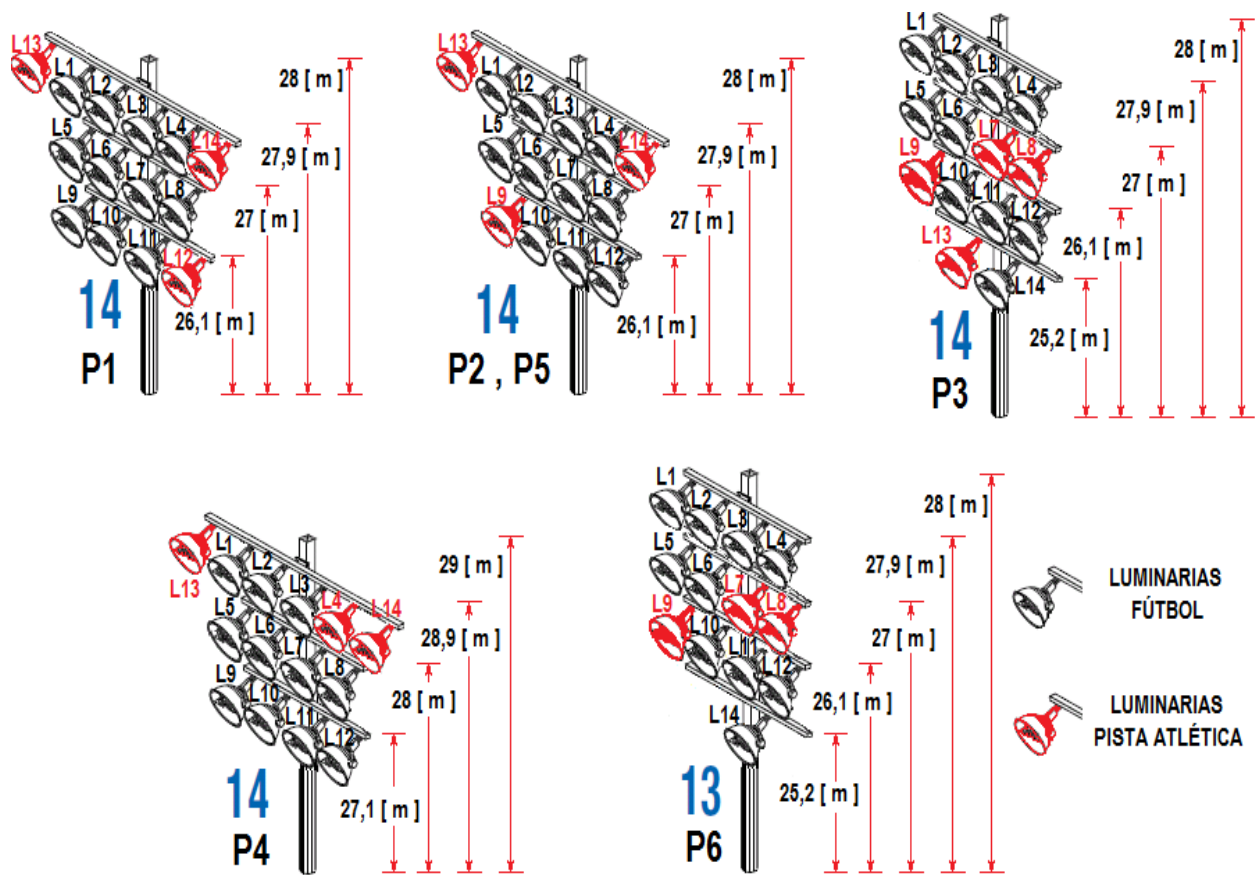 L13
L1
L2
L3
L4
L14
L5
L6
L7
L8
L9
L10
L11
L12
28 [ m ]
27,9 [ m ]
27 [ m ]
26,1 [ m ]
14
P1
L13
L1
L2
L3
L4
L14
L5
L6
L7
L8
L9
L10
L11
L12
28 [ m ]
27,9 [ m ]
27 [ m ]
26,1 [ m ]
14
P2 , P5
L1
L2
L3
L4
L5
L6
L7
L8
L9
L10
L11
L12
L13
L14
28 [ m ]
27,9 [ m ]
27 [ m ]
26,1 [ m ]
25,2 [ m ]
14
P3
L13
L1
L2
L3
L4
L14
L5
L6
L7
L8
L9
L10
L11
L12
29 [ m ]
28,9 [ m ]
28 [ m ]
27,1 [ m ]
14
P4
L1
L2
L3
L4
L5
L6
L7
L8
L9
L10
L11
L12
L14
28 [ m ]
27,9 [ m ]
27 [ m ]
26,1 [ m ]
25,2 [ m ]
13
P6
LUMINARIAS
FÚTBOL
LUMINARIAS
PISTA ATLÉTICA